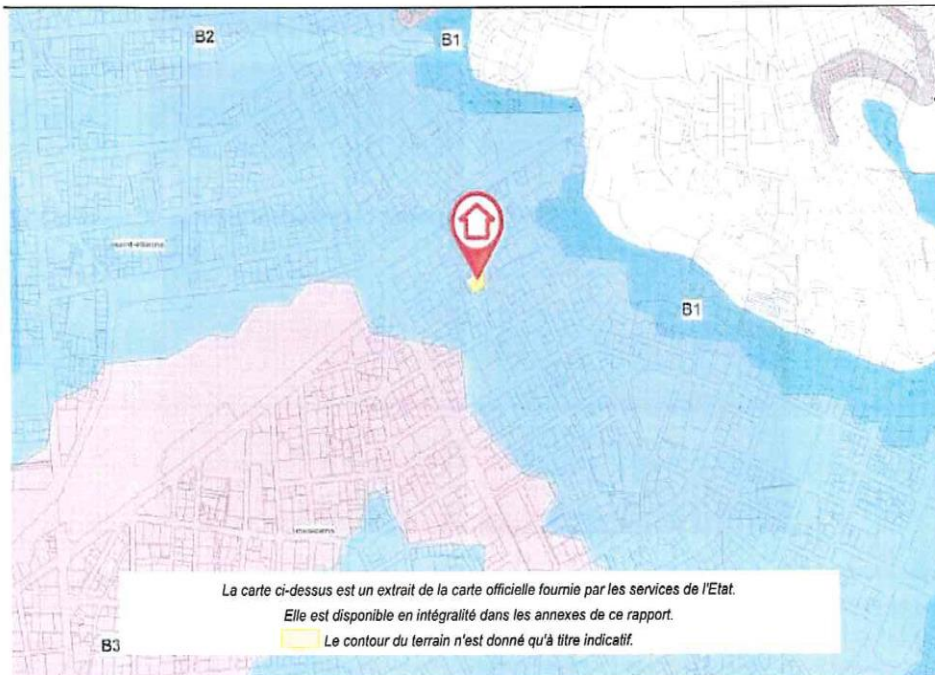 B2
B1
B1
La carte ci-dessus est un extrait de la carte officielle fournie par les services de l'Etat.
Elle est disponible en intégralité dans les annexes de ce rapport.
Le contour du terrain n'est donné qu'à titre indicatif.
B3